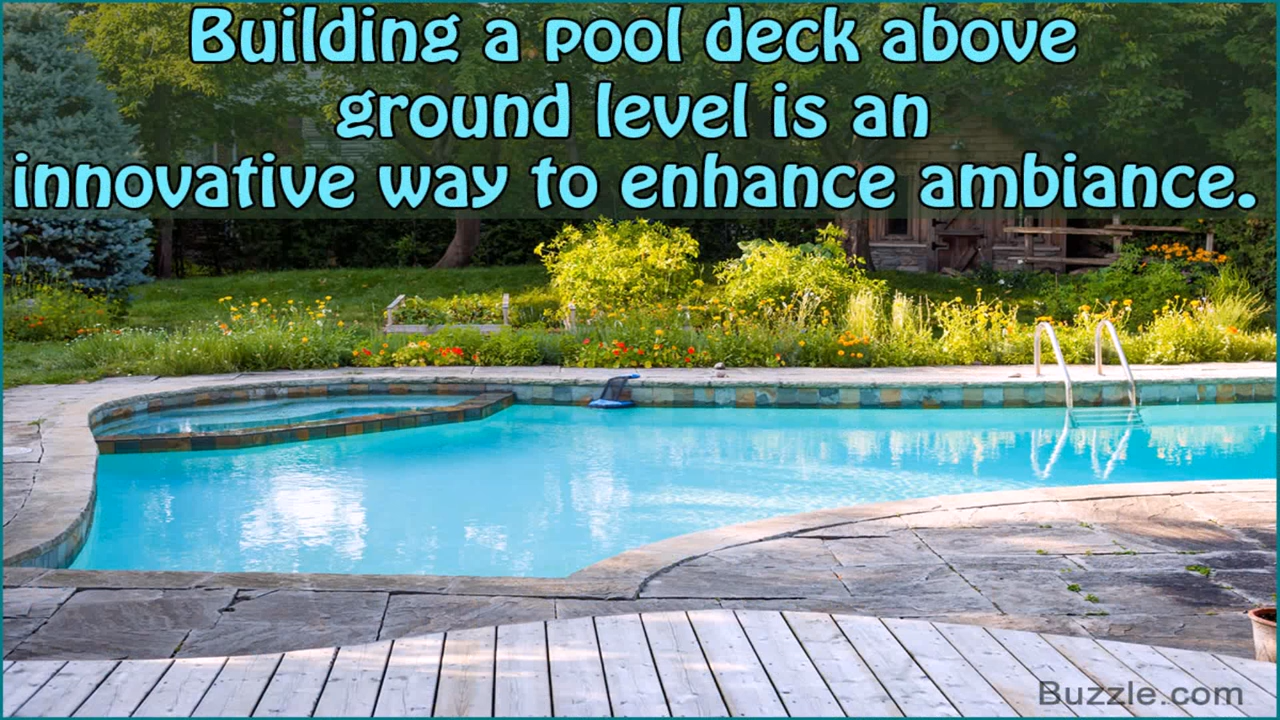 Building a pool deck above
ground level is an
innovative way to enhance ambiance.
Buzzle.com